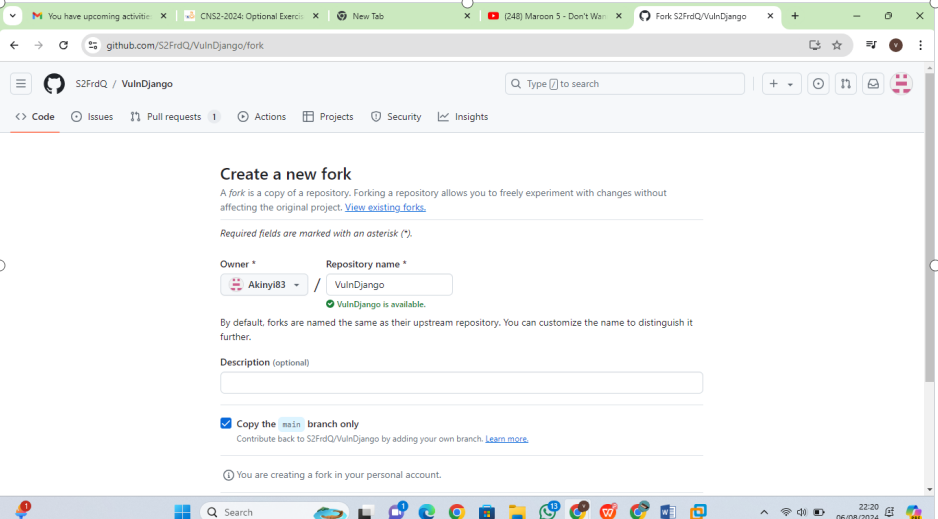 You have upcoming activitie
CNS2-2024: Optional Exercis
New Tab
(248) Maroon 5 - Don't Wan
Fork S2FrdQ/VulnDjango
github.com/S2FrdQ/VulnDjango/fork
V
S2FrdQ / VulnDjango
Type / to search
Code
Issues
Pull requests 1
Actions
Projects
Security
Insights
Create a new fork
A fork is a copy of a repository. Forking a repository allows you to freely experiment with changes without
affecting the original project. View existing forks.
Required fields are marked with an asterisk (*).
Owner *
Repository name *
Akinyi83
/
VulnDjango
VulnDjango is available.
By default, forks are named the same as their upstream repository. You can customize the name to distinguish it
further.
Description (optional)
Copy the main branch only
Contribute back to S2FrdQ/VulnDjango by adding your own branch. Learn more.
You are creating a fork in your personal account.
1
Search
1
13
22:20
06/08/2024